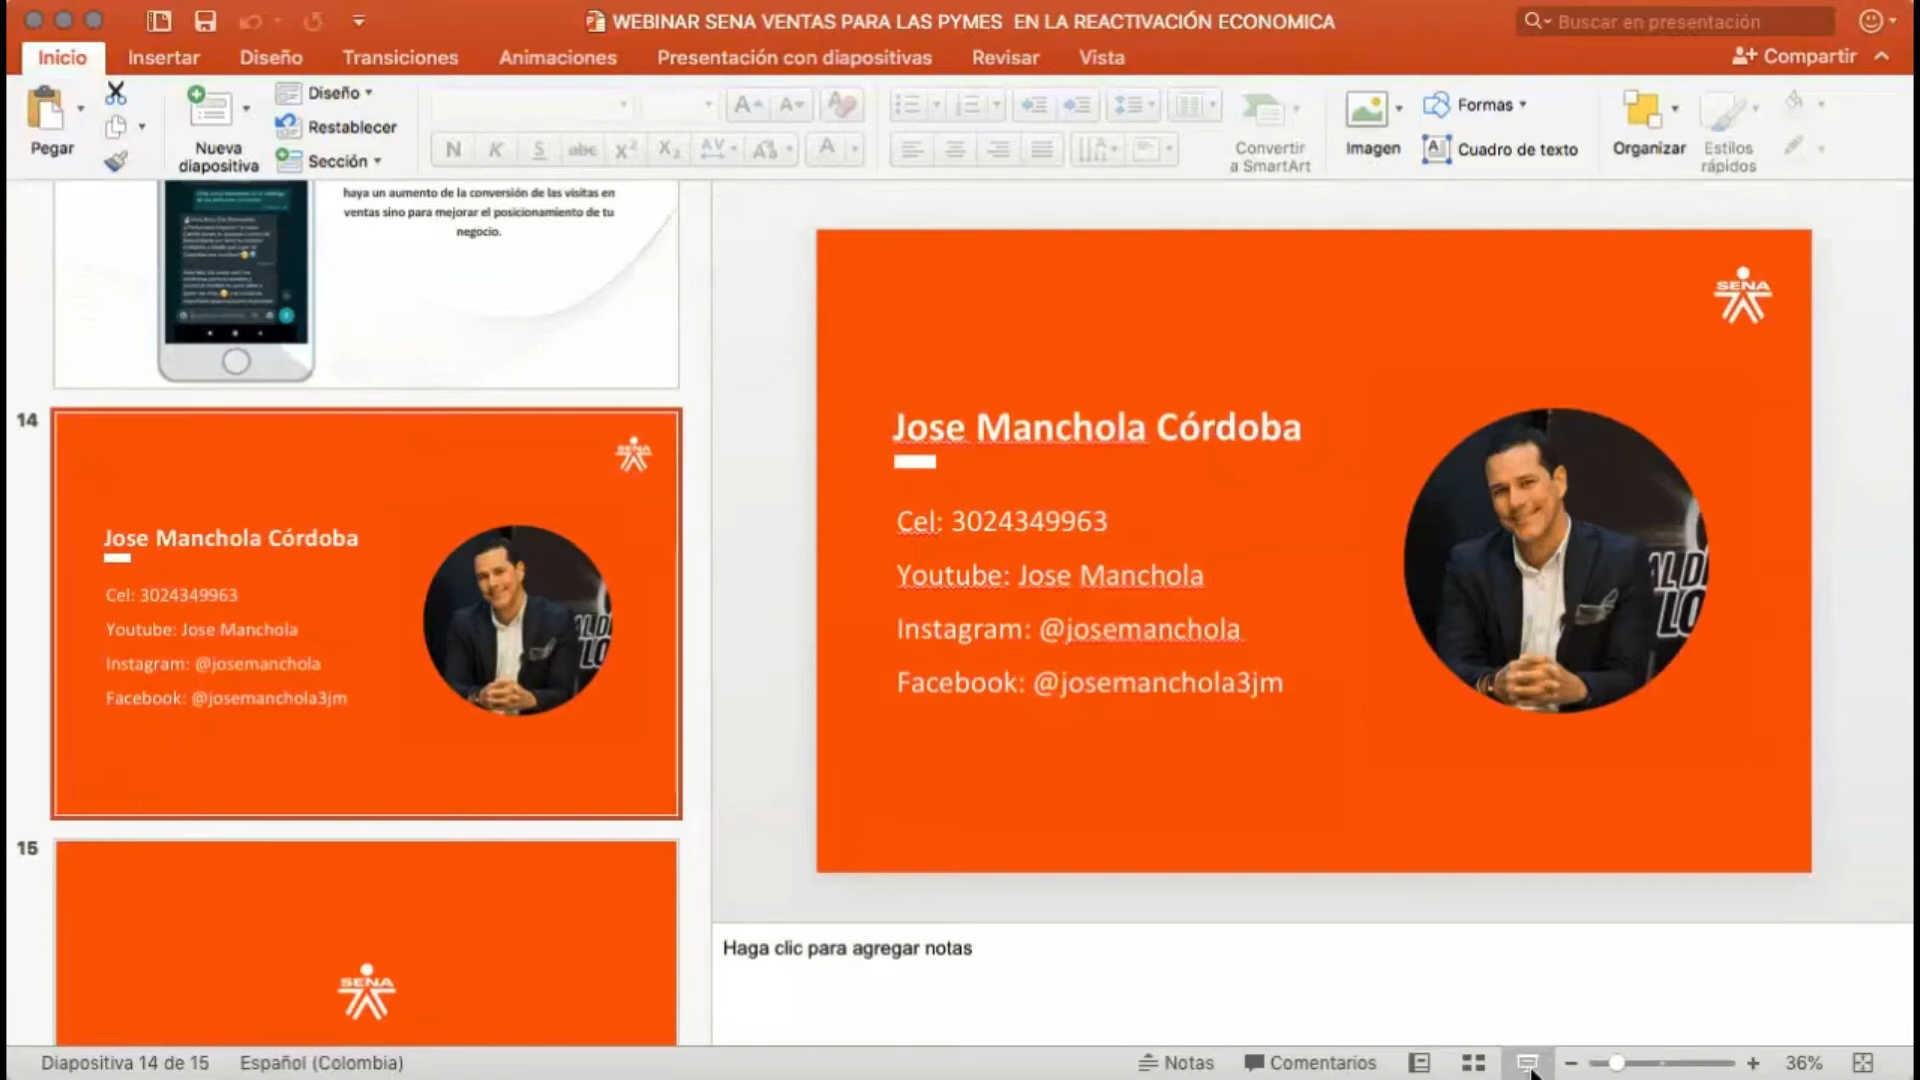 WEBINAR SENA VENTAS PARA LAS PYMES EN LA REACTIVACIÓN ECONOMICA
Buscar en presentación
Inicio
Insertar
Diseño
Transiciones
Animaciones
Presentación con diapositivas
Revisar
Vista
Compartir
Pegar
Nueva
diapositiva
Diseño
Restablecer
Sección
N K S abc X² X₂ AV
Convertir
a SmartArt
Imagen
Formas
Cuadro de texto
Organizar
Estilos
rápidos
haya un aumento de la conversión de las visitas en
ventas sino para mejorar el posicionamiento de tu
negocio.
14
SENA
Jose Manchola Córdoba
Cel: 3024349963
Youtube: Jose Manchola
Instagram: @josemanchola
Facebook: @josemanchola3jm
15
SENA
SENA
Jose Manchola Córdoba
Cel: 3024349963
Youtube: Jose Manchola
Instagram: @josemanchola
Facebook: @josemanchola3jm
Haga clic para agregar notas
Diapositiva 14 de 15
Español (Colombia)
Notas
Comentarios
36%